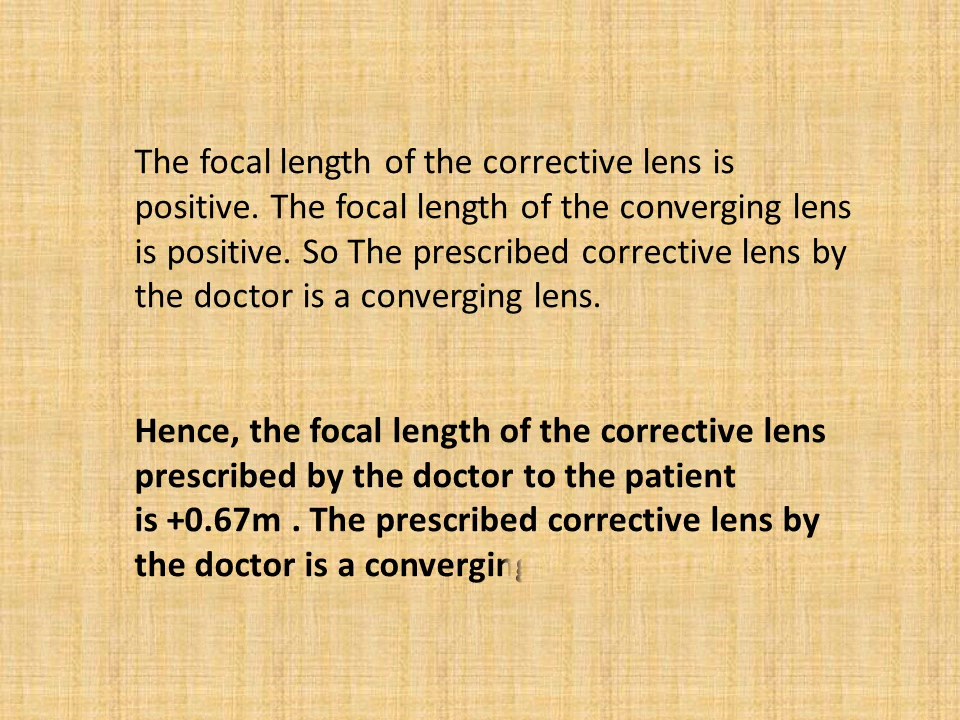 The focal length of the corrective lens is
positive. The focal length of the converging lens
is positive. So The prescribed corrective lens by
the doctor is a converging lens.
Hence, the focal length of the corrective lens
prescribed by the doctor to the patient
is +0.67m . The prescribed corrective lens by
the doctor is a converging